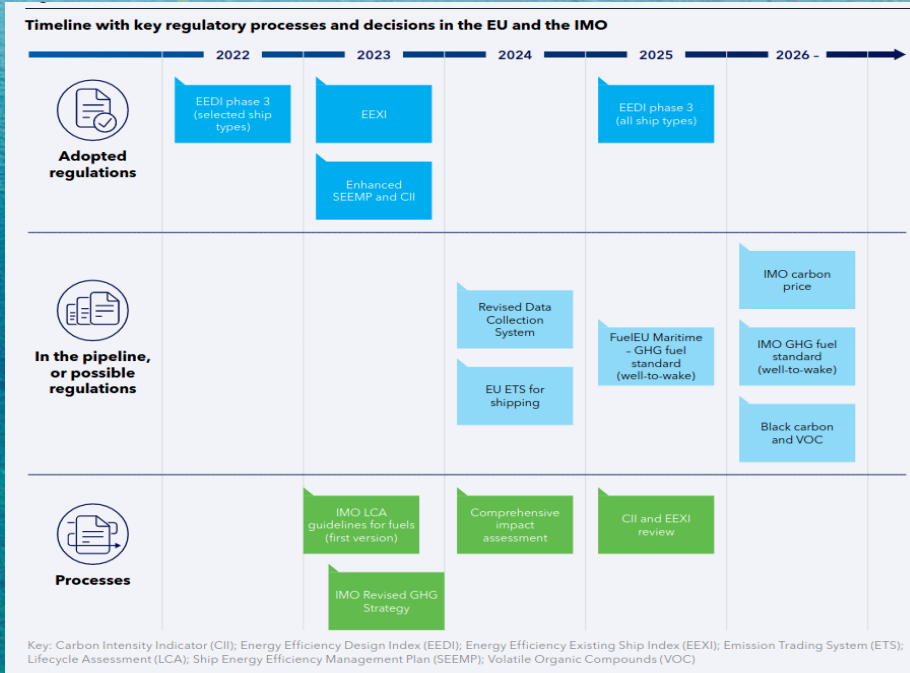 Timeline with key regulatory processes and decisions in the EU and the IMO
2022 2023 2024 2025 2026 –
EEDI phase 3
(selected ship
types)
EEXI
EEDI phase 3
(all ship types)
Adopted
regulations
Enhanced
SEEMP and CII
IMO carbon
price
Revised Data
Collection
System
FuelEU Maritime
– GHG fuel
standard
(well-to-wake)
IMO GHG fuel
standard
(well-to-wake)
In the pipeline,
or possible
regulations
EU ETS for
shipping
Black carbon
and VOC
IMO LCA
guidelines for fuels
(first version)
Comprehensive
impact
assessment
CII and EEXI
review
Processes
IMO Revised GHG
Strategy
Key: Carbon Intensity Indicator (CII); Energy Efficiency Design Index (EEDI); Energy Efficiency Existing Ship Index (EEXI); Emission Trading System (ETS);
Lifecycle Assessment (LCA); Ship Energy Efficiency Management Plan (SEEMP); Volatile Organic Compounds (VOC)